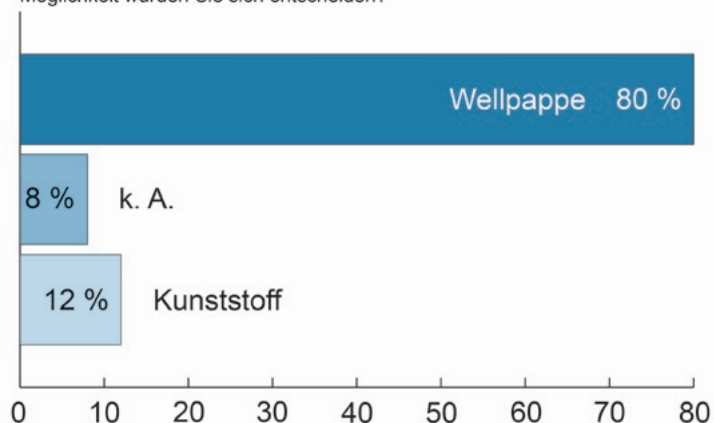 Möglichkeit würden Sie sich entscheiden?
Wellpappe 80 %
8 % k. A.
12 % Kunststoff
0 10 20 30 40 50 60 70 80